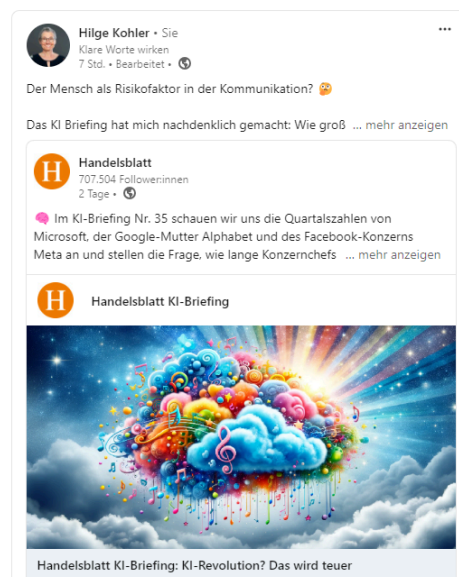 Hilge Kohler • Sie
Klare Worte wirken
7 Std. • Bearbeitet •
Der Mensch als Risikofaktor in der Kommunikation? 🤔
Das KI Briefing hat mich nachdenklich gemacht: Wie groß ... mehr anzeigen
H
Handelsblatt
707.504 Follower:innen
2 Tage •
🧠 Im KI-Briefing Nr. 35 schauen wir uns die Quartalszahlen von
Microsoft, der Google-Mutter Alphabet und des Facebook-Konzerns
Meta an und stellen die Frage, wie lange Konzernchefs ... mehr anzeigen
H
Handelsblatt KI-Briefing
Handelsblatt KI-Briefing: KI-Revolution? Das wird teuer